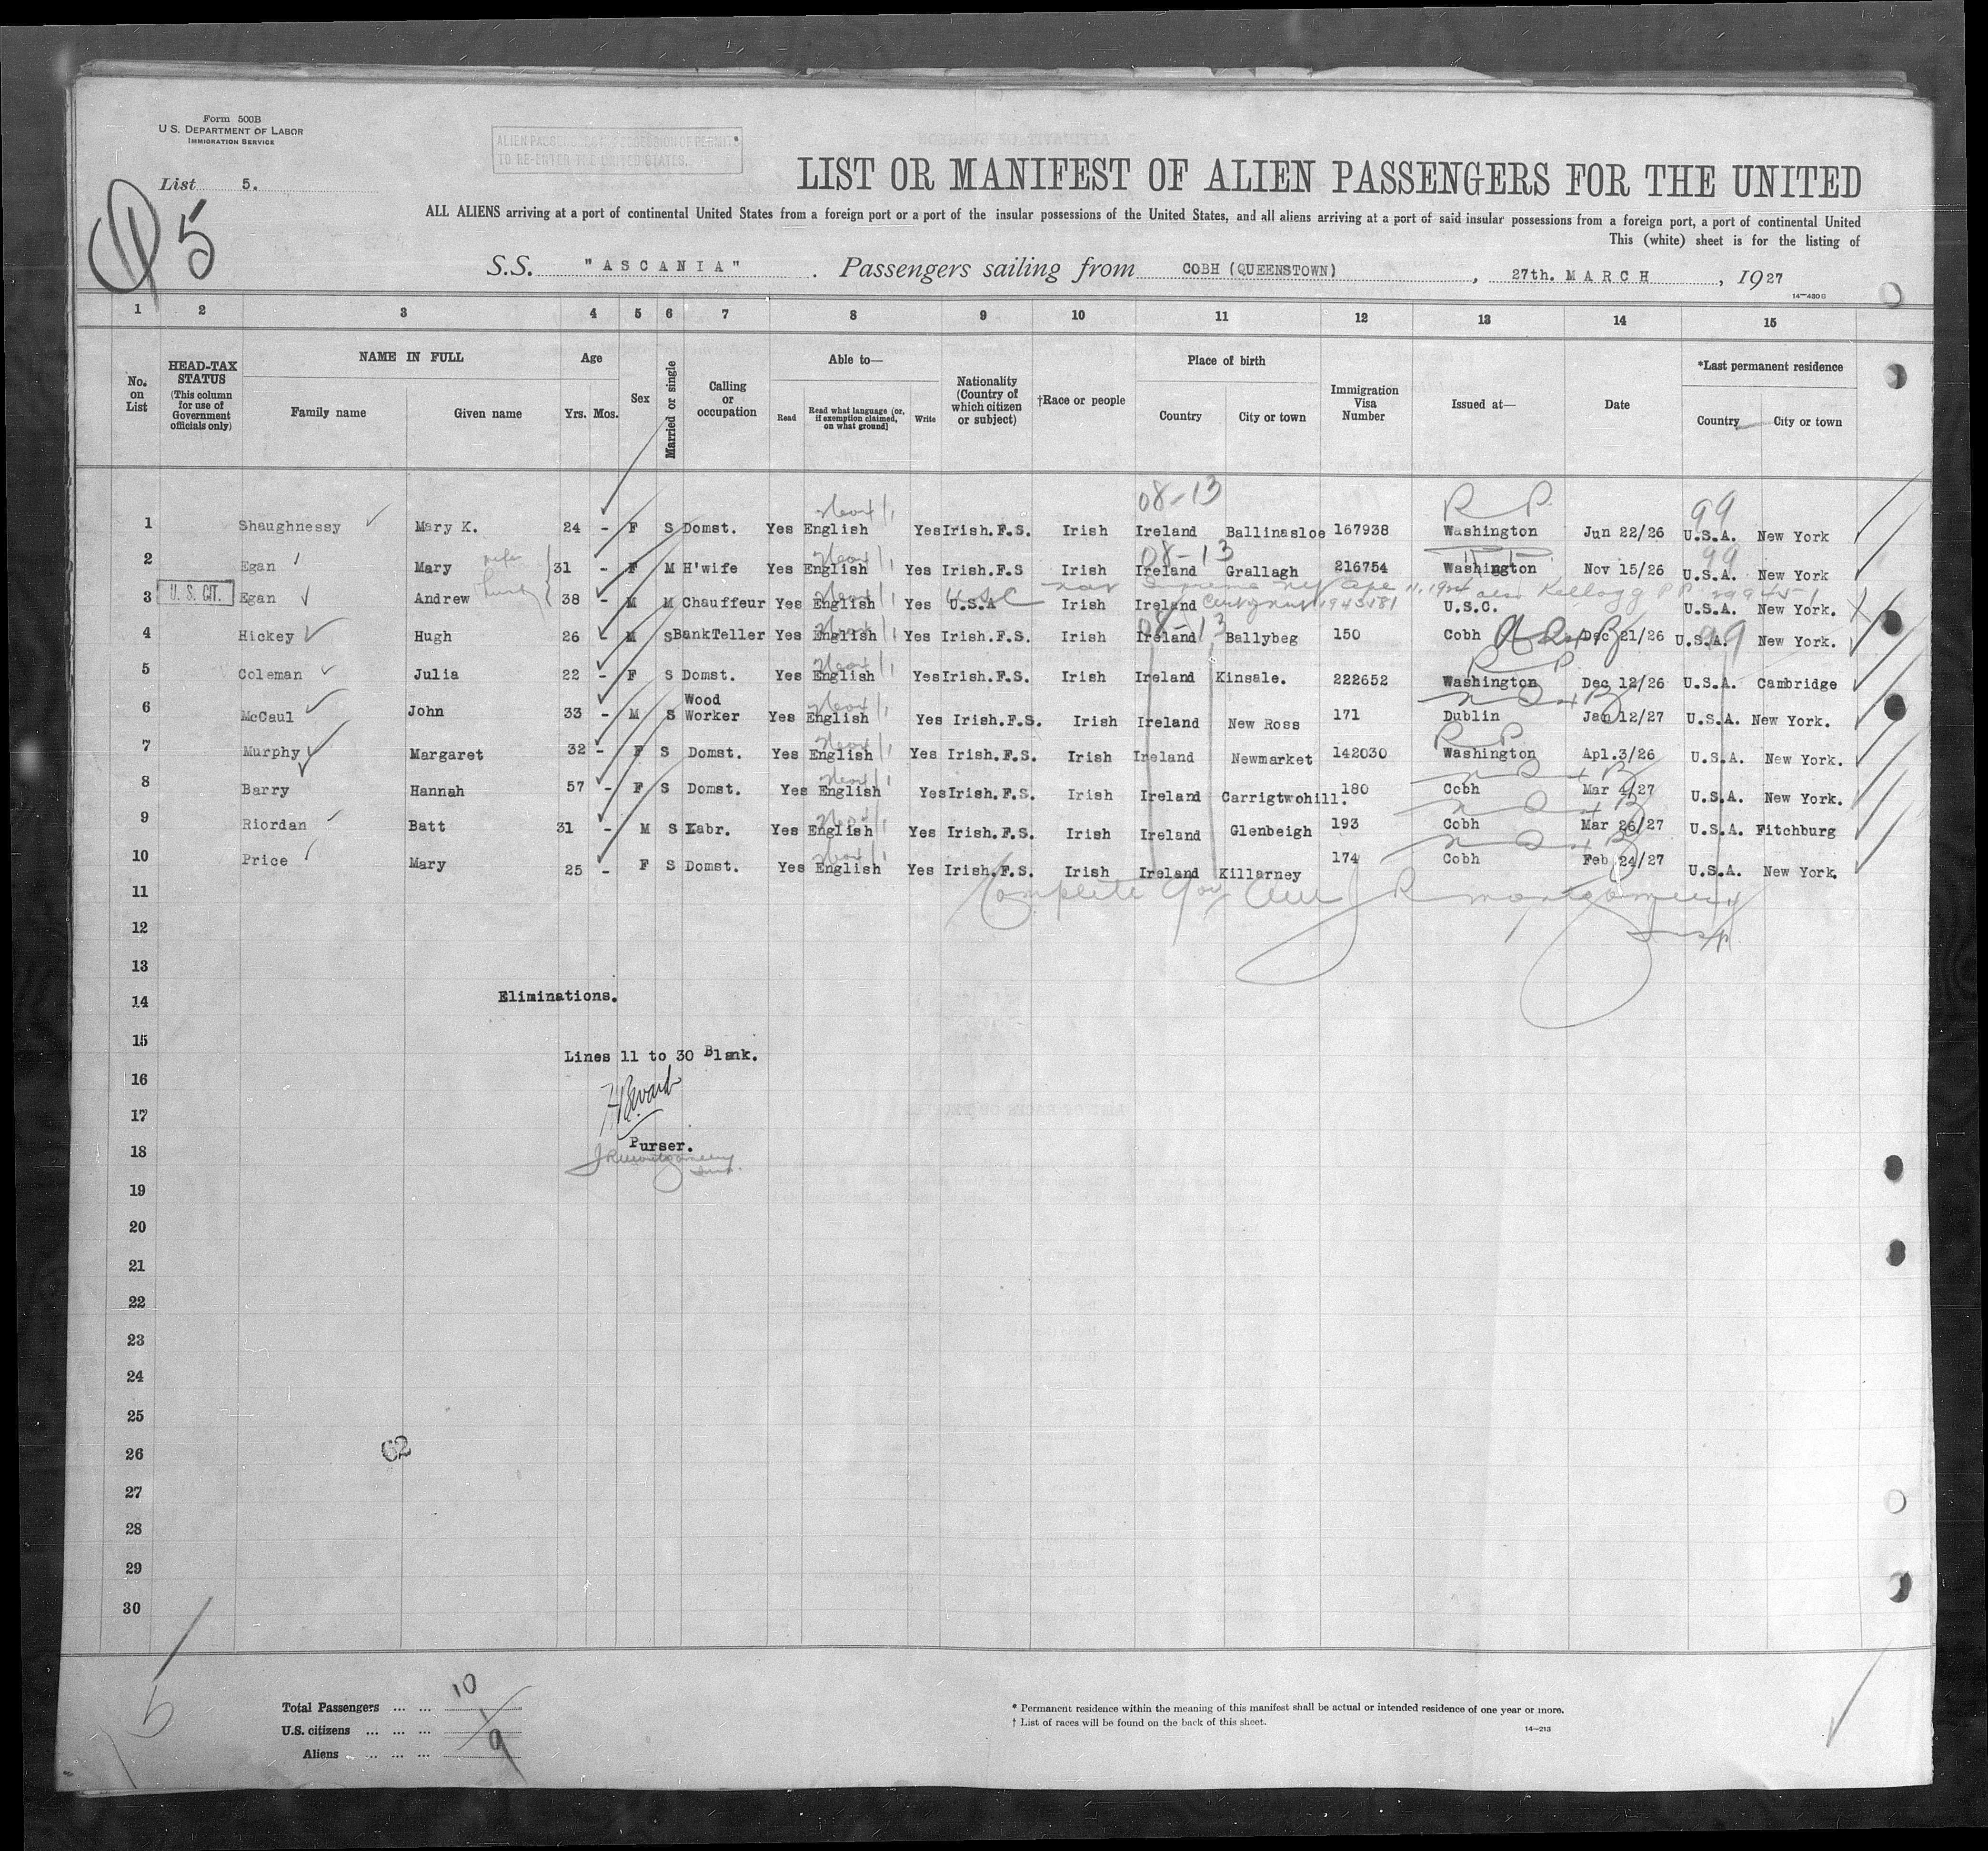 Form 500B
U.S. DEPARTMENT OF LABOR
IMMIGRATION SERVICE
ALIEN PASSENGERS IN POSSESSION OF PERMITS
TO RE-ENTER THE UNITED STATES.
List 5.
5
LIST OR MANIFEST OF ALIEN PASSENGERS FOR THE UNITED
ALL ALIENS arriving at a port of continental United States from a foreign port or a port of the insular possessions of the United States, and all aliens arriving at a port of said insular possessions from a foreign port, a port of continental United
This (white) sheet is for the listing of
S.S. "ASCANIA". Passengers sailing from COBH (QUEENSTOWN), 27th. MARCH, 1927
14-430B
1 2 3 4 5 6 7 8 9 10 11 12 13 14 15
No. on List
HEAD-TAX STATUS (This column for use of Government officials only)
NAME IN FULL Family name Given name
Age Yrs. Mos.
Sex
Married or single
Calling or occupation
Able to— Read Read what language (or, if exemption claimed, on what ground) Write
Nationality (Country of which citizen or subject)
†Race or people
Place of birth Country City or town
Immigration Visa Number
Issued at—
Date
*Last permanent residence Country City or town
08-13 R P 99
1 Shaughnessy Mary K. 24 - F S Domst. Yes English Yes Irish.F.S. Irish Ireland Ballinasloe 167938 Washington Jun 22/26 U.S.A. New York
08-13 99
2 Egan Mary wife 31 - F M H'wife Yes English Yes Irish.F.S Irish Ireland Grallagh 216754 Washington Nov 15/26 U.S.A. New York
U.S. CIT.
3 Egan Andrew 38 - M M Chauffeur Yes English Yes U.S.A Irish Ireland U.S.C. U.S.A. New York.
08-13 99
4 Hickey Hugh 26 - M S BankTeller Yes English Yes Irish.F.S. Irish Ireland Ballybeg 150 Cobh Dec 21/26 U.S.A. New York.
R P
5 Coleman Julia 22 - F S Domst. Yes English Yes Irish.F.S. Irish Ireland Kinsale. 222652 Washington Dec 12/26 U.S.A. Cambridge
6 McCaul John 33 - M S Wood Worker Yes English Yes Irish.F.S. Irish Ireland New Ross 171 Dublin Jan 12/27 U.S.A. New York.
R P
7 Murphy Margaret 32 - F S Domst. Yes English Yes Irish.F.S. Irish Ireland Newmarket 142030 Washington Apl.3/26 U.S.A. New York.
8 Barry Hannah 57 - F S Domst. Yes English Yes Irish.F.S. Irish Ireland Carrigtwohill. 180 Cobh Mar 4/27 U.S.A. New York.
9 Riordan Batt 31 - M S Labr. Yes English Yes Irish.F.S. Irish Ireland Glenbeigh 193 Cobh Mar 26/27 U.S.A. Fitchburg
10 Price Mary 25 - F S Domst. Yes English Yes Irish.F.S. Irish Ireland Killarney 174 Cobh Feb 24/27 U.S.A. New York.
11
Complete J R Montgomery
12
Insp
13
14 Eliminations.
15 Lines 11 to 30 Blank.
16
17
18 Purser.
J R Montgomery
Insp.
19
20
21
22
23
24
25
26 62
27
28
29
30
5
Total Passengers ... ... 10
U.S. citizens ... ... ... 1
Aliens ... ... ... 9
* Permanent residence within the meaning of this manifest shall be actual or intended residence of one year or more.
† List of races will be found on the back of this sheet.
14-213